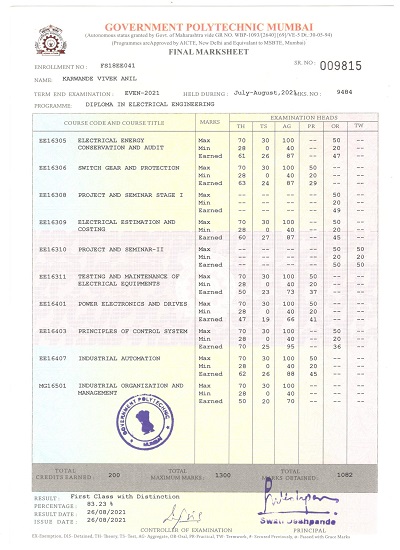 GOVERNMENT POLYTECHNIC MUMBAI
(Autonomous status granted by Govt. of Maharashtra vide GR NO. WBP-1093 [2640] (69) VE-5 Dt.30-05-94)
(Programmes are Approved by AICTE, New Delhi and Equivalant to MSBTE, Mumbai)
FINAL MARKSHEET
ENROLLMENT NO : FS18EE041 SR. NO: 009815
NAME: KARWANDE VIVEK ANIL
TERM END EXAMINATION : EVEN-2021 HELD DURING : July-August,2021 MKS. NO : 9484
PROGRAMME: DIPLOMA IN ELECTRICAL ENGINEERING
COURSE CODE AND COURSE TITLE MARKS EXAMINATION HEADS
TH TS AG PR OR TW
EE16305 ELECTRICAL ENERGY Max 70 30 100 -- 50 --
CONSERVATION AND AUDIT Min 28 0 40 -- 20 --
Earned 61 26 87 -- 47 --
EE16306 SWITCH GEAR AND PROTECTION Max 70 30 100 50 -- --
Min 28 0 40 20 -- --
Earned 63 24 87 29 -- --
EE16308 PROJECT AND SEMINAR STAGE I Max -- -- -- -- 50 --
Min -- -- -- -- 20 --
Earned -- -- -- -- 49 --
EE16309 ELECTRICAL ESTIMATION AND Max 70 30 100 -- 50 --
COSTING Min 28 0 40 -- 20 --
Earned 60 27 87 -- 45 --
EE16310 PROJECT AND SEMINAR-II Max -- -- -- -- 50 50
Min -- -- -- -- 20 20
Earned -- -- -- -- 50 50
EE16311 TESTING AND MAINTENANCE OF Max 70 30 100 50 -- --
ELECTRICAL EQUIPMENTS Min 28 0 40 20 -- --
Earned 50 23 73 37 -- --
EE16401 POWER ELECTRONICS AND DRIVES Max 70 30 100 50 -- --
Min 28 0 40 20 -- --
Earned 47 19 66 41 -- --
EE16403 PRINCIPLES OF CONTROL SYSTEM Max 70 30 100 -- 50 --
Min 28 0 40 -- 20 --
Earned 70 25 95 -- 36 --
EE16407 INDUSTRIAL AUTOMATION Max 70 30 100 50 -- --
Min 28 0 40 20 -- --
Earned 62 26 88 45 -- --
MG16501 INDUSTRIAL ORGANIZATION AND Max 70 30 100 -- -- --
MANAGEMENT Min 28 0 40 -- -- --
Earned 50 20 70 -- -- --
GOVERNMENT POLYTECHNIC
MUMBAI
TOTAL CREDITS EARNED : 200 TOTAL MAXIMUM MARKS : 1300 TOTAL MARKS OBTAINED : 1082
RESULT : First Class with Distinction
PERCENTAGE : 83.23 %
RESULT DATE : 26/08/2021
ISSUE DATE : 26/08/2021
Swati Deshpande
CONTROLLER OF EXAMINATION PRINCIPAL
EX-Exemption, DIS- Detained, TH- Theory, TS- Test, AG- Aggregate, OR-Oral, PR-Practical, TW- Termwork, #- Secured Previously, @- Passed with Grace Marks